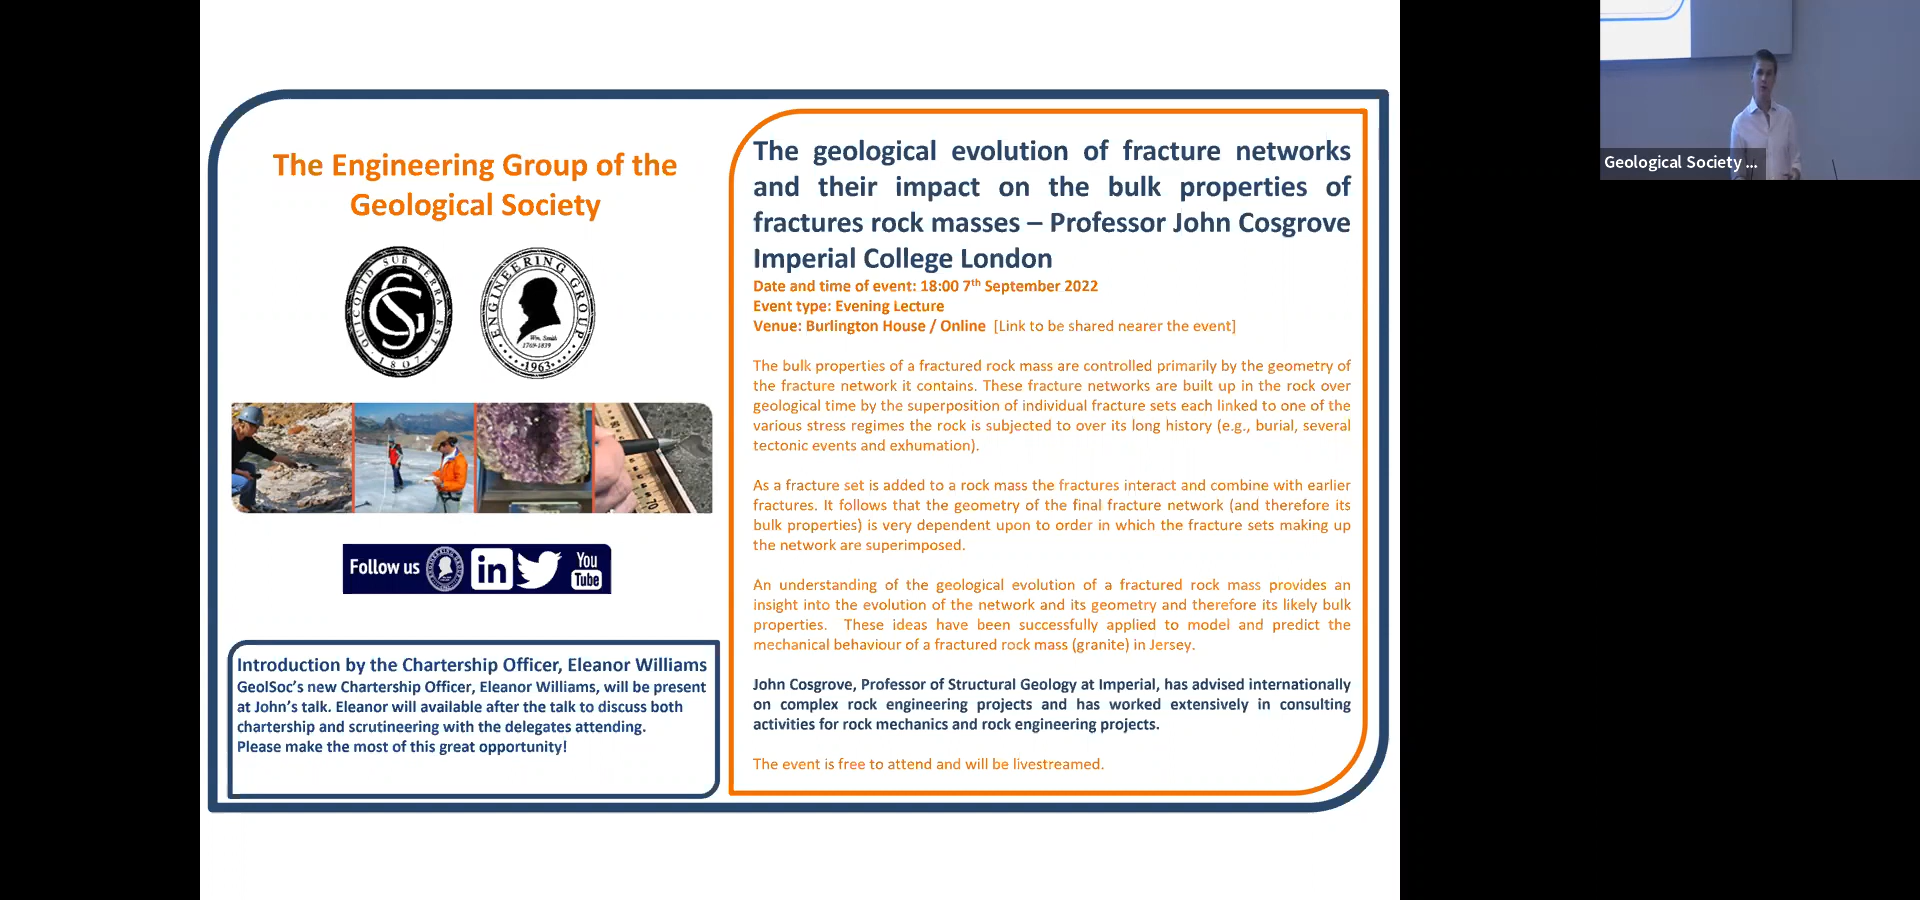 The Engineering Group of the
Geological Society
QUICQUID SUB TERRA EST
1807
ENGINEERING GROUP
Wm. Smith
1769-1839
1963
70
Follow us
in
You
Tube
Introduction by the Chartership Officer, Eleanor Williams
GeolSoc's new Chartership Officer, Eleanor Williams, will be present
at John's talk. Eleanor will available after the talk to discuss both
chartership and scrutineering with the delegates attending.
Please make the most of this great opportunity!
The geological evolution of fracture networks
and their impact on the bulk properties of
fractures rock masses – Professor John Cosgrove
Imperial College London
Date and time of event: 18:00 7th September 2022
Event type: Evening Lecture
Venue: Burlington House / Online [Link to be shared nearer the event]
The bulk properties of a fractured rock mass are controlled primarily by the geometry of
the fracture network it contains. These fracture networks are built up in the rock over
geological time by the superposition of individual fracture sets each linked to one of the
various stress regimes the rock is subjected to over its long history (e.g., burial, several
tectonic events and exhumation).
As a fracture set is added to a rock mass the fractures interact and combine with earlier
fractures. It follows that the geometry of the final fracture network (and therefore its
bulk properties) is very dependent upon to order in which the fracture sets making up
the network are superimposed.
An understanding of the geological evolution of a fractured rock mass provides an
insight into the evolution of the network and its geometry and therefore its likely bulk
properties. These ideas have been successfully applied to model and predict the
mechanical behaviour of a fractured rock mass (granite) in Jersey.
John Cosgrove, Professor of Structural Geology at Imperial, has advised internationally
on complex rock engineering projects and has worked extensively in consulting
activities for rock mechanics and rock engineering projects.
The event is free to attend and will be livestreamed.
Geological Society ...